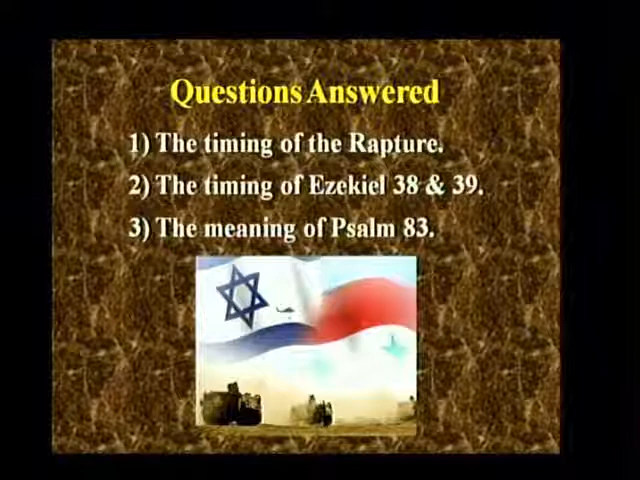 Questions Answered
1) The timing of the Rapture.
2) The timing of Ezekiel 38 & 39.
3) The meaning of Psalm 83.